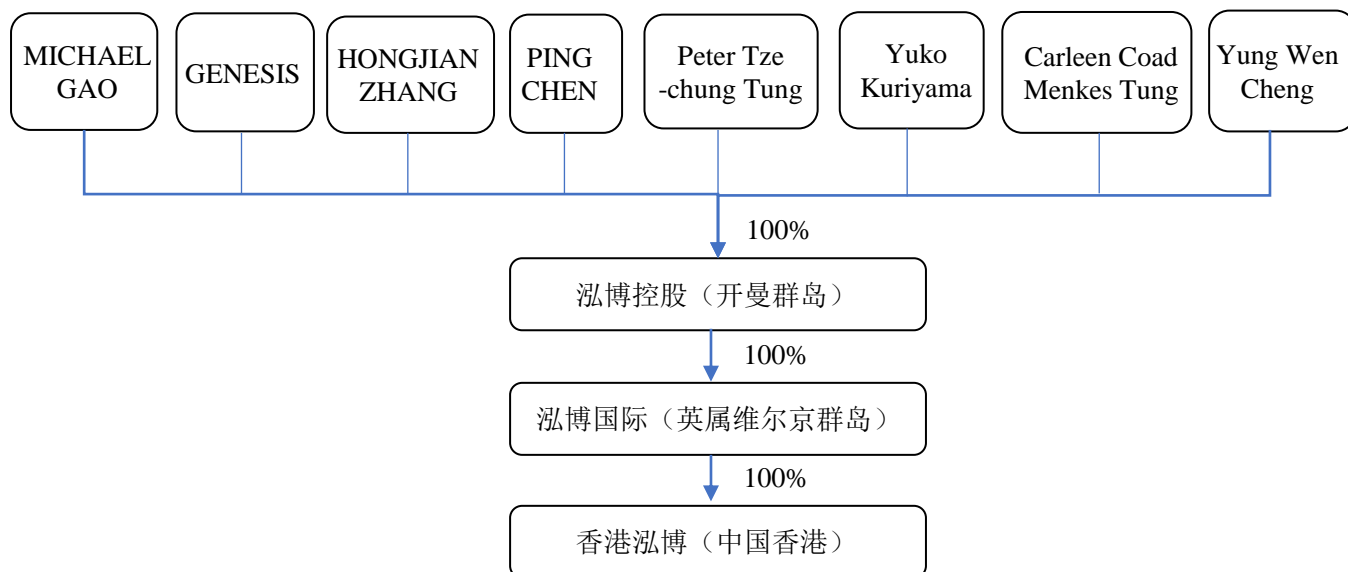 MICHAEL
GAO
GENESIS
HONGJIAN
ZHANG
PING
CHEN
Peter Tze
-chung Tung
Yuko
Kuriyama
Carleen Coad
Menkes Tung
Yung Wen
Cheng
100%
泓博控股（开曼群岛）
100%
泓博国际（英属维尔京群岛）
100%
香港泓博（中国香港）